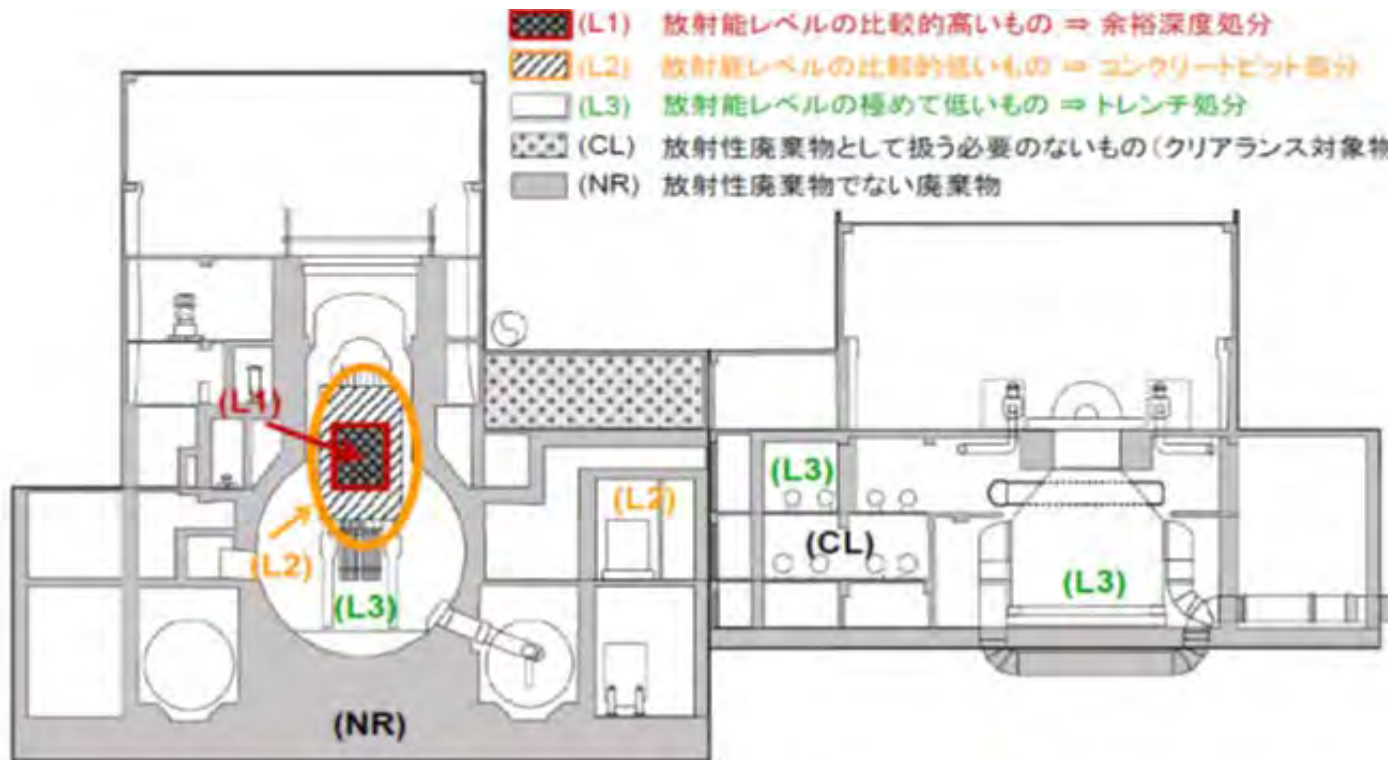 (L1) 放射能レベルの比較的高いもの ⇒ 余裕深度処分
(L2) 放射能レベルの比較的低いもの ⇒ コンクリートピット処分
(L3) 放射能レベルの極めて低いもの ⇒ トレンチ処分
(CL) 放射性廃棄物として扱う必要のないもの(クリアランス対象物
(NR) 放射性廃棄物でない廃棄物
(L1)
(L3)
(L2)
(CL)
(L2)
(L3)
(L3)
(NR)